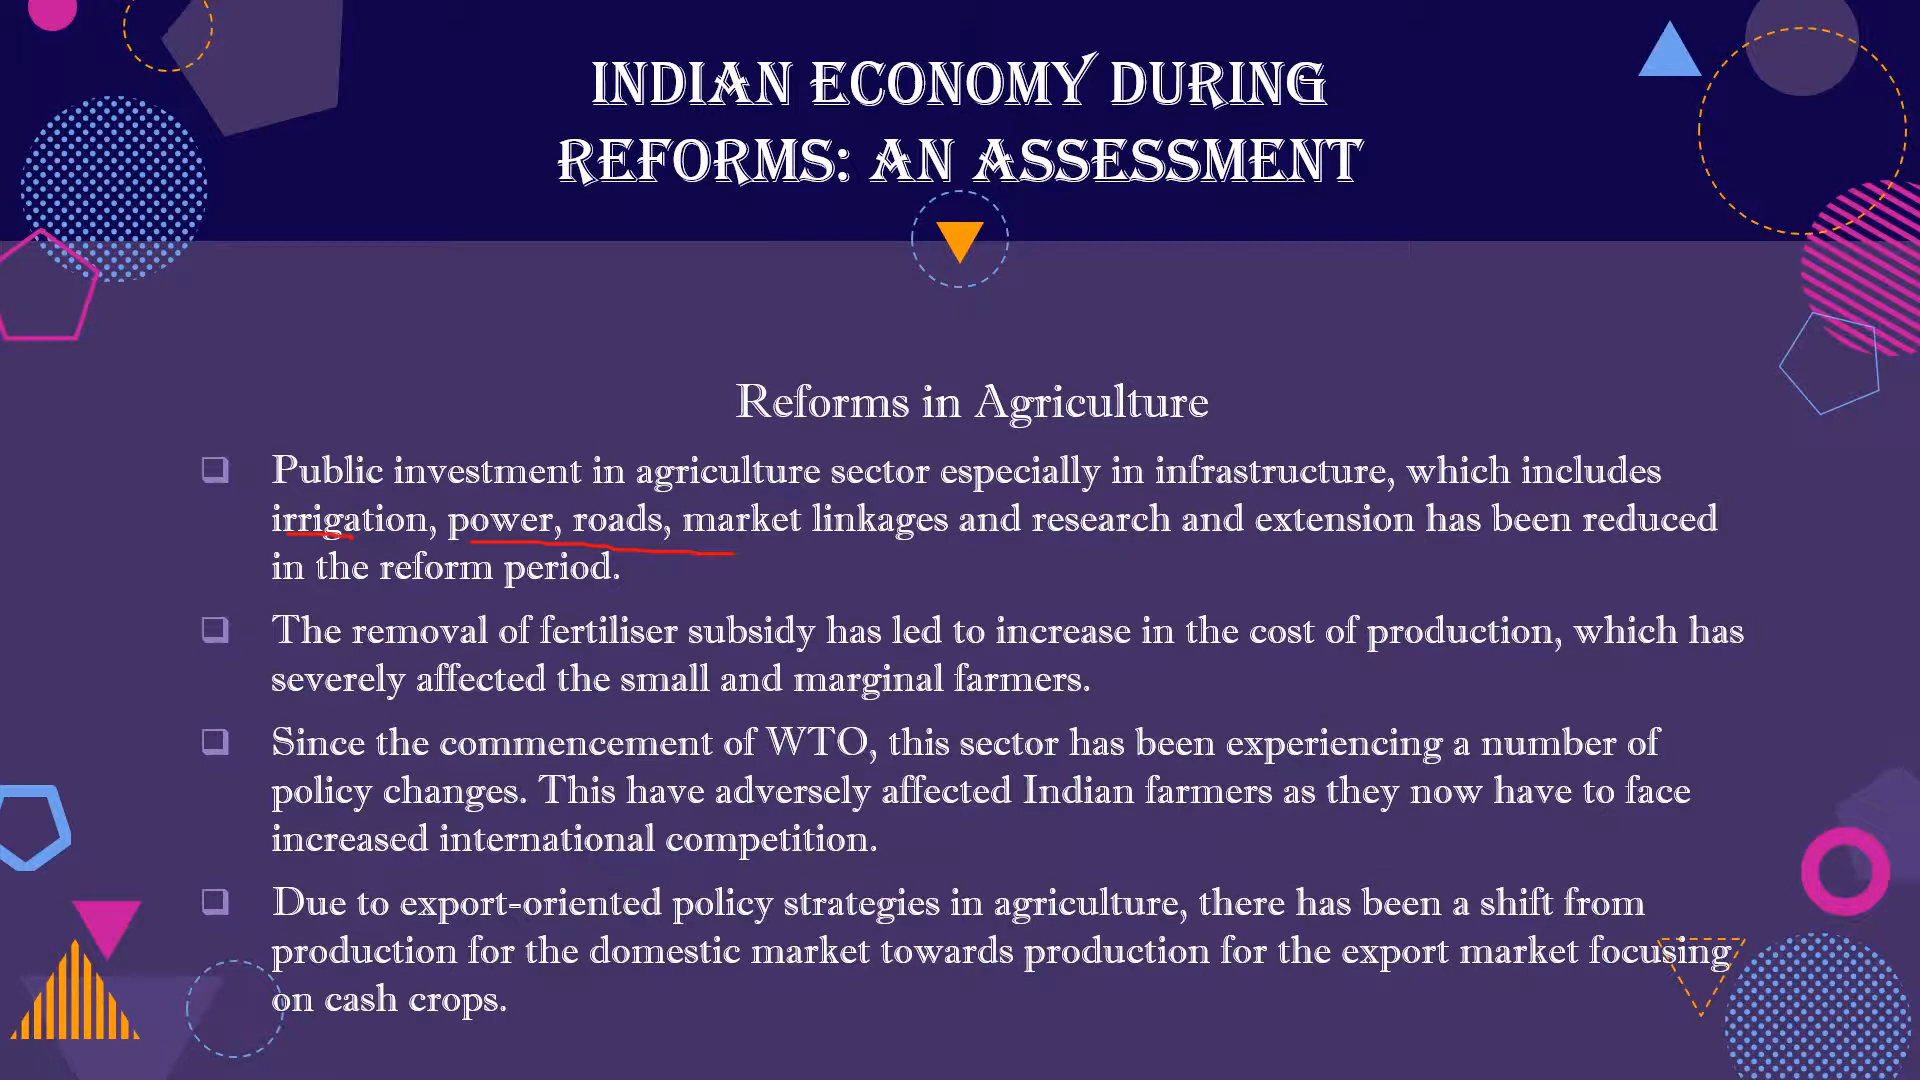 INDIAN ECONOMY DURING
REFORMS: AN ASSESSMENT
Reforms in Agriculture
Public investment in agriculture sector especially in infrastructure, which includes
irrigation, power, roads, market linkages and research and extension has been reduced
in the reform period.
The removal of fertiliser subsidy has led to increase in the cost of production, which has
severely affected the small and marginal farmers.
Since the commencement of WTO, this sector has been experiencing a number of
policy changes. This have adversely affected Indian farmers as they now have to face
increased international competition.
Due to export-oriented policy strategies in agriculture, there has been a shift from
production for the domestic market towards production for the export market focusing
on cash crops.